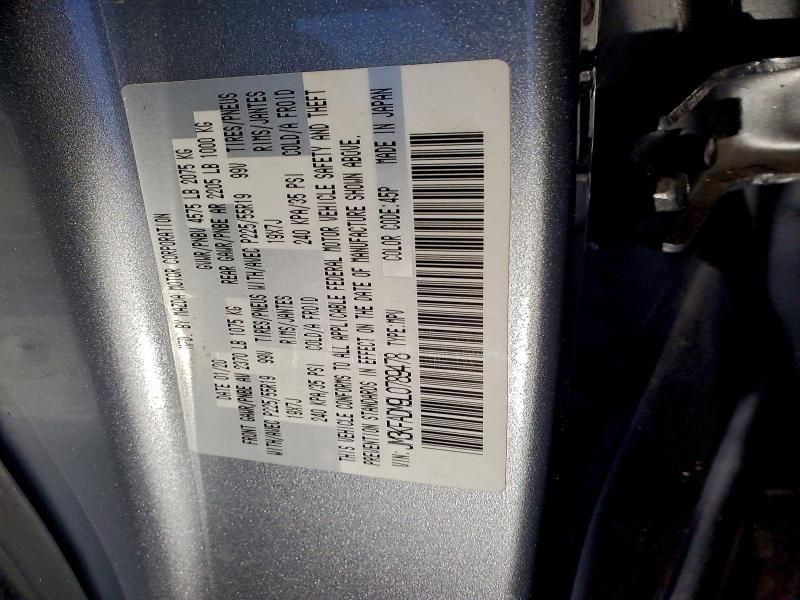 MFD. BY MAZDA MOTOR CORPORATION
DATE 01/20 GVWR/PNBV 4575 LB 2075 KG
FRONT GAWR/PNBE AV 2370 LB 1075 KG REAR GAWR/PNBE AR 2205 LB 1000 KG
WITH/AVEC P225/55R19 99V TIRES/PNEUS WITH/AVEC P225/55R19 99V TIRES/PNEUS
19X7J RIMS/JANTES 19X7J RIMS/JANTES
240 KPA/35 PSI COLD/A FROID 240 KPA/35 PSI COLD/A FROID
THIS VEHICLE CONFORMS TO ALL APPLICABLE FEDERAL MOTOR VEHICLE SAFETY AND THEFT
PREVENTION STANDARDS IN EFFECT ON THE DATE OF MANUFACTURE SHOWN ABOVE.
VIN: JM3KFADM9L0789478 TYPE:MPV COLOR CODE:45P MADE IN JAPAN